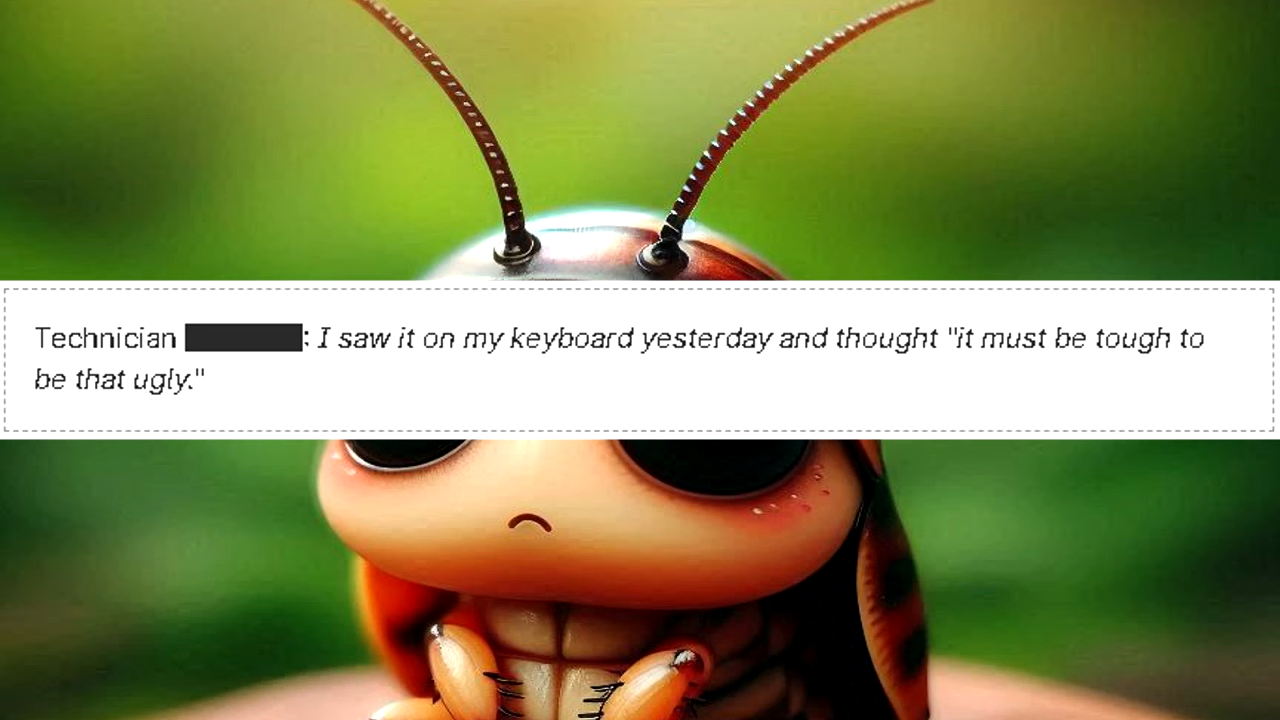 Technician : I saw it on my keyboard yesterday and thought "it must be tough to
be that ugly."